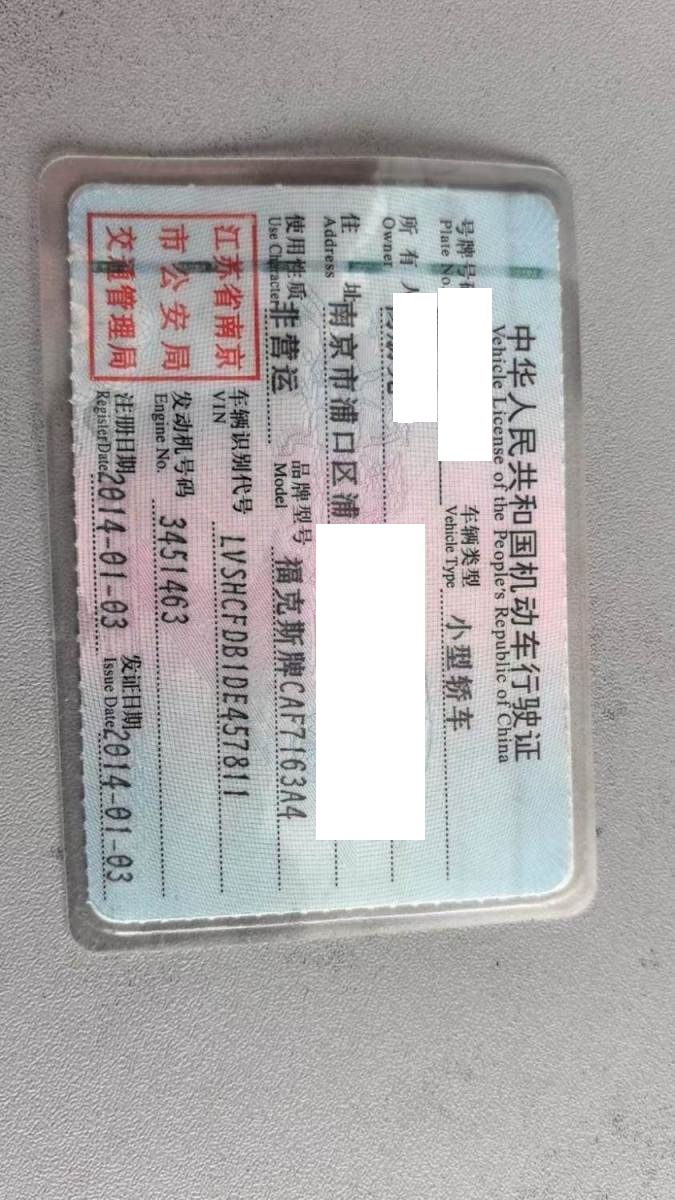 中华人民共和国机动车行驶证
Vehicle License of the People's Republic of China
号牌号码 车辆类型 小型轿车
Plate No. Vehicle Type
所有人
Owner
住址 南京市浦口区浦
Address
使用性质 非营运 品牌型号 福克斯牌CAF7163A4
Use Character Model
江苏省南京市公安局交通管理局
车辆识别代号 LVSHCFDB1DE457811
VIN
发动机号码 3451463
Engine No.
注册日期 2014-01-03 发证日期 2014-01-03
Register Date Issue Date